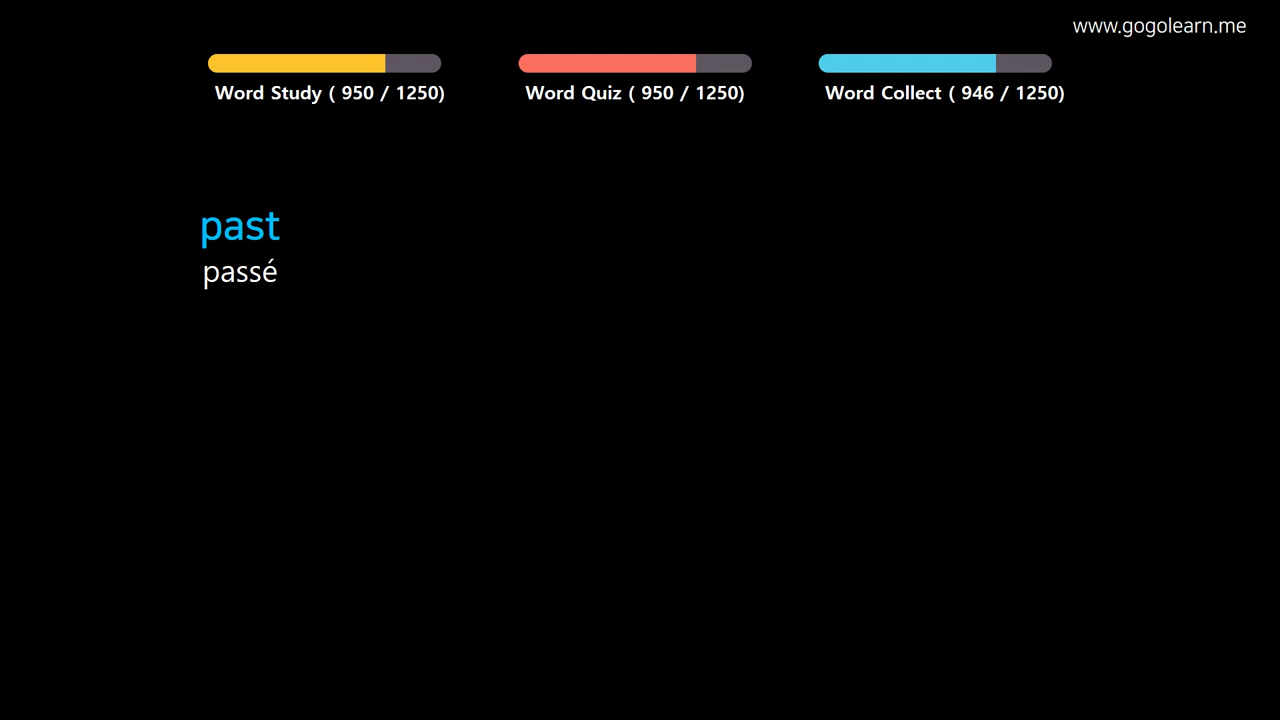 www.gogolearn.me
Word Study ( 950 / 1250)
Word Quiz ( 950 / 1250)
Word Collect ( 946 / 1250)
past
passé